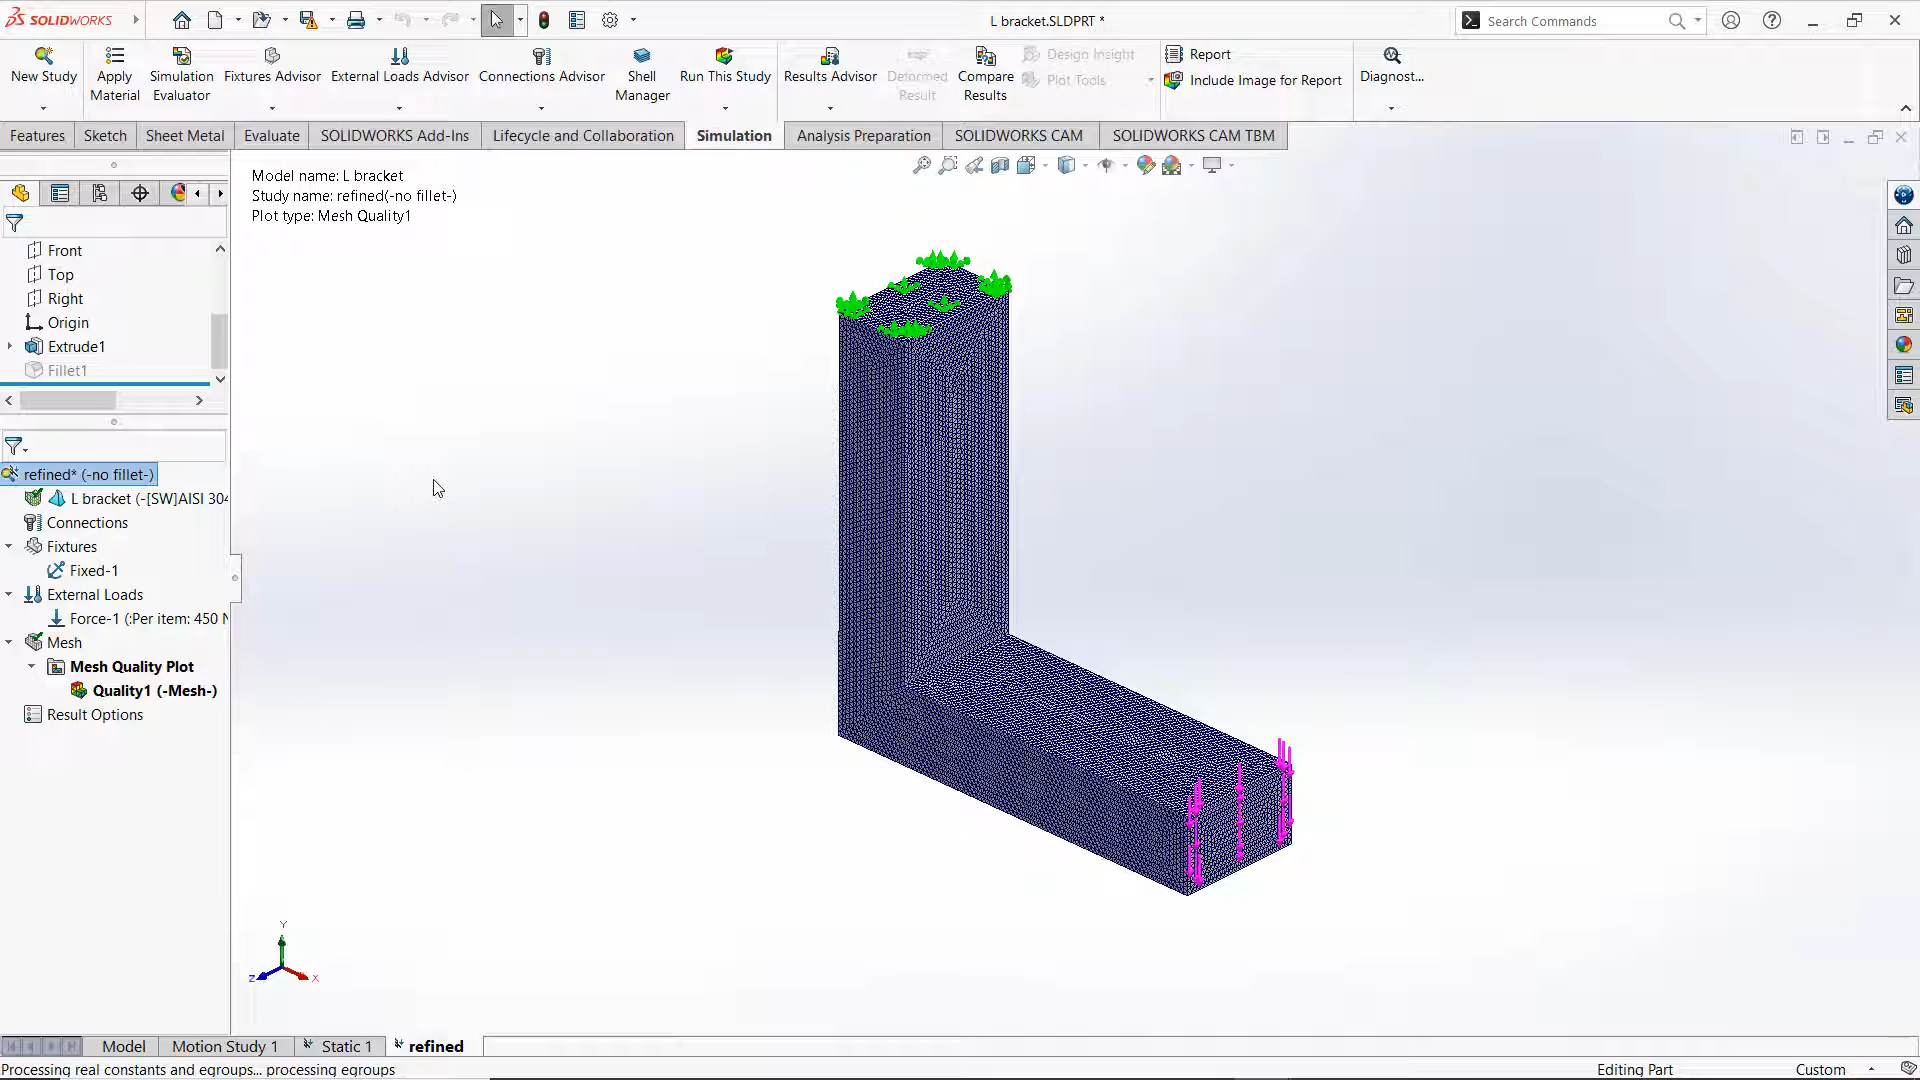 SOLIDWORKS
L bracket.SLDPRT *
Search Commands
New Study
Apply Material
Simulation Evaluator
Fixtures Advisor
External Loads Advisor
Connections Advisor
Shell Manager
Run This Study
Results Advisor
Deformed Result
Compare Results
Design Insight
Plot Tools
Report
Include Image for Report
Diagnost...
Features
Sketch
Sheet Metal
Evaluate
SOLIDWORKS Add-Ins
Lifecycle and Collaboration
Simulation
Analysis Preparation
SOLIDWORKS CAM
SOLIDWORKS CAM TBM
Model name: L bracket
Study name: refined(-no fillet-)
Plot type: Mesh Quality1
Front
Top
Right
Origin
Extrude1
Fillet1
refined* (-no fillet-)
L bracket (-[SW]AISI 304
Connections
Fixtures
Fixed-1
External Loads
Force-1 (:Per item: 450 N
Mesh
Mesh Quality Plot
Quality1 (-Mesh-)
Result Options
Y
Z
X
Model
Motion Study 1
Static 1
refined
Processing real constants and egroups... processing egroups
Editing Part
Custom